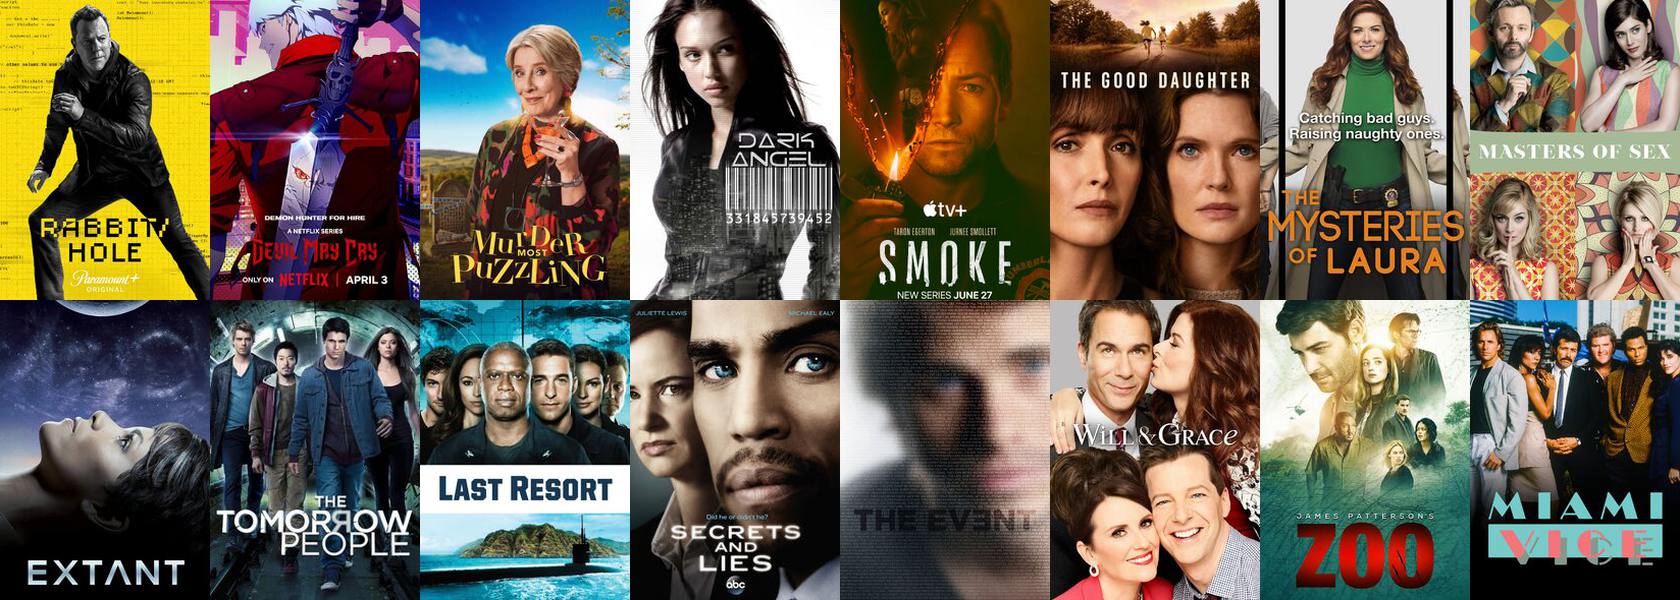 RABBIT/
HOLE
Paramount+
ORIGINAL
DEMON HUNTER FOR HIRE
A NETFLIX SERIES
DEVIL MAY CRY
ONLY ON NETFLIX | APRIL 3
MURDER
MOST
PUZZLING
DARK
ANGEL
331845739452
tv+
TARON EGERTON JURNEE SMOLLETT
SMOKE
NEW SERIES JUNE 27
THE GOOD DAUGHTER
Catching bad guys.
Raising naughty ones.
THE
MYSTERIES
OF LAURA
MASTERS OF SEX
EXTANT
THE
TOMORROW
PEOPLE
LAST RESORT
JULIETTE LEWIS MICHAEL EALY
Did he or didn't he?
SECRETS
AND
LIES
abc
THE EVENT
WILL & GRACE
JAMES PATTERSON'S
ZOO
MIAMI
VICE